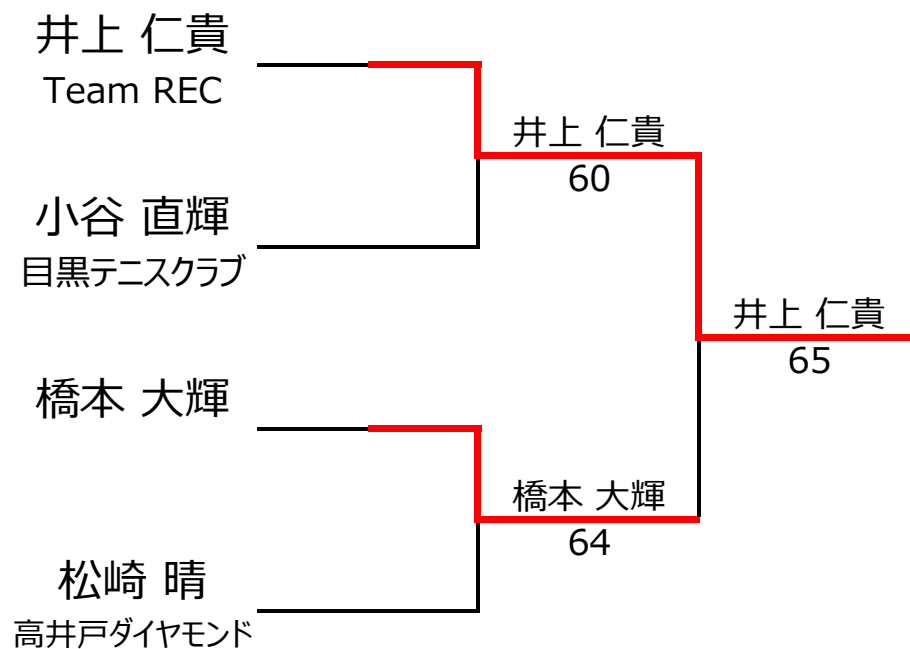 井上 仁貴
Team REC
井上 仁貴
60
小谷 直輝
目黒テニスクラブ
井上 仁貴
65
橋本 大輝
橋本 大輝
64
松崎 晴
高井戸ダイヤモンド